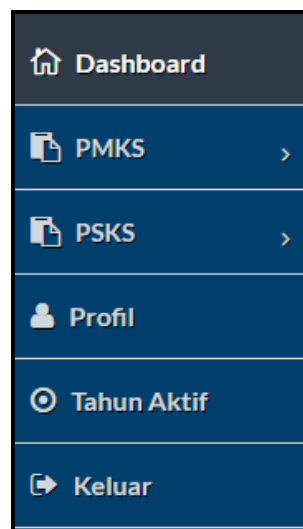 Dashboard
PMKS
PSKS
Profil
Tahun Aktif
Keluar